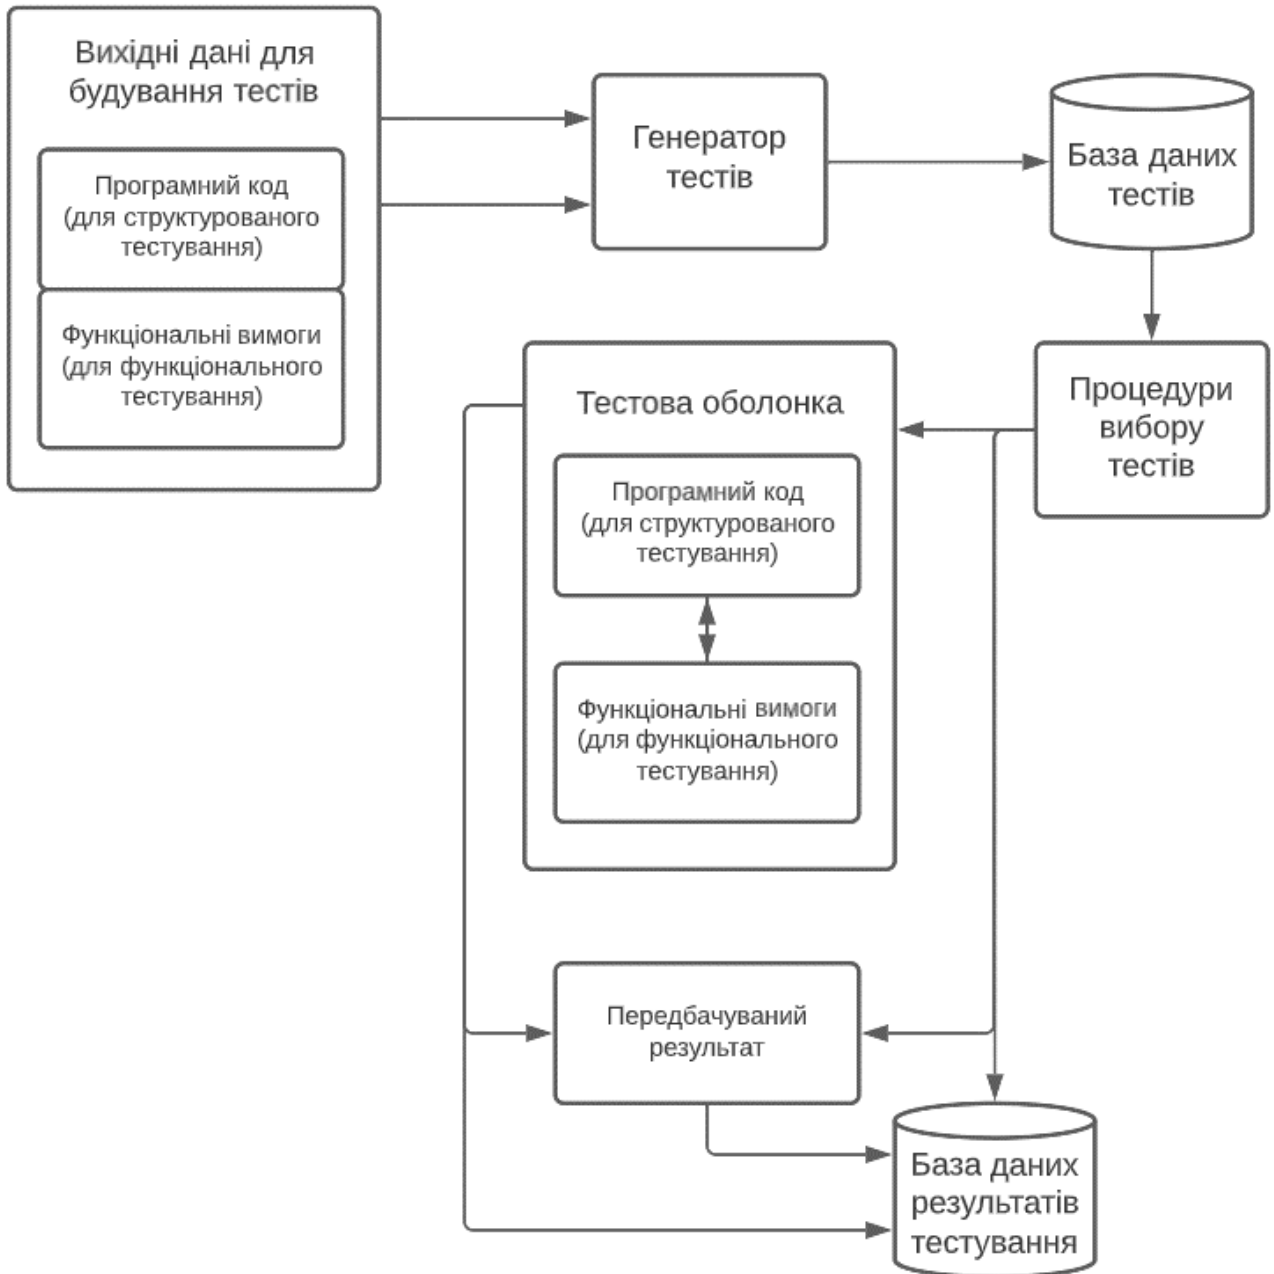 Вихідні дані для
будування тестів
Програмний код
(для структурованого
тестування)
Функціональні вимоги
(для функціонального
тестування)
Генератор
тестів
База даних
тестів
Процедури
вибору
тестів
Тестова оболонка
Програмний код
(для структурованого
тестування)
Функціональні вимоги
(для функціонального
тестування)
Передбачуваний
результат
База даних
результатів
тестування